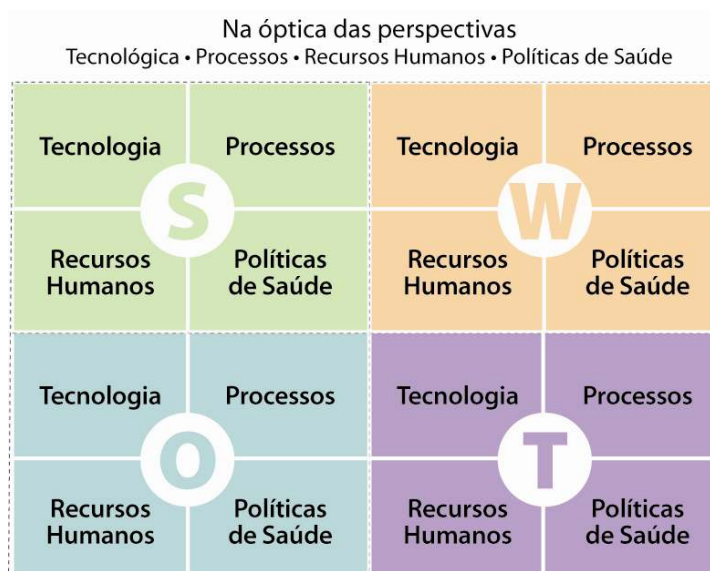 Na óptica das perspectivas
Tecnológica • Processos • Recursos Humanos • Políticas de Saúde
Tecnologia Processos Tecnologia Processos
S W
Recursos Humanos Políticas de Saúde Recursos Humanos Políticas de Saúde
Tecnologia Processos Tecnologia Processos
O T
Recursos Humanos Políticas de Saúde Recursos Humanos Políticas de Saúde